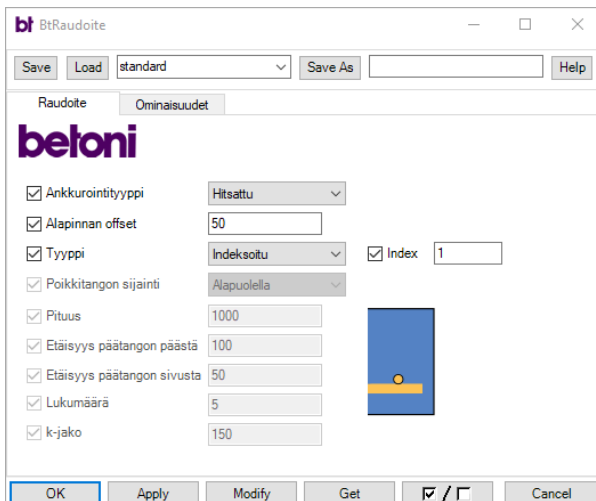 bt BtRaudoite
Save Load standard Save As Help
Raudoite Ominaisuudet
betoni
Ankkurointityyppi Hitsattu
Alapinnan offset 50
Tyyppi Indeksoitu Index 1
Poikkitangon sijainti Alapuolella
Pituus 1000
Etäisyys päätangon päästä 100
Etäisyys päätangon sivusta 50
Lukumäärä 5
k-jako 150
OK Apply Modify Get / Cancel